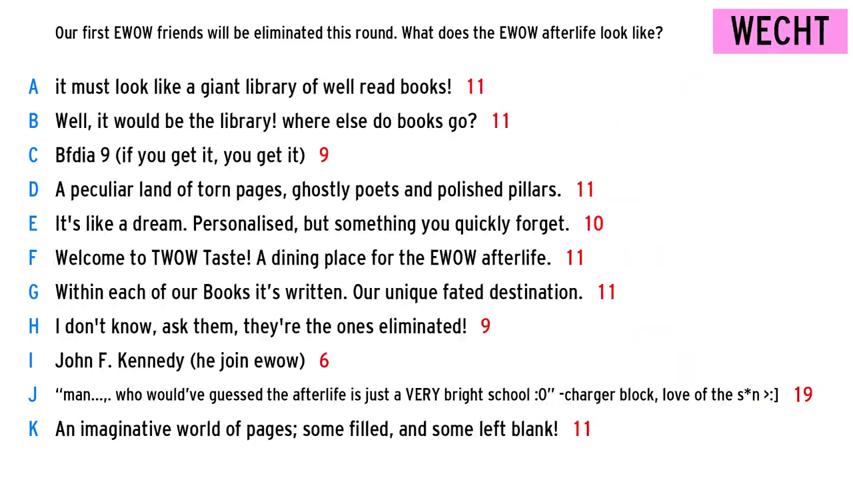 Our first EWOW friends will be eliminated this round. What does the EWOW afterlife look like?
WECHT
A it must look like a giant library of well read books! 11
B Well, it would be the library! where else do books go? 11
C Bfdia 9 (if you get it, you get it) 9
D A peculiar land of torn pages, ghostly poets and polished pillars. 11
E It's like a dream. Personalised, but something you quickly forget. 10
F Welcome to TWOW Taste! A dining place for the EWOW afterlife. 11
G Within each of our Books it’s written. Our unique fated destination. 11
H I don't know, ask them, they're the ones eliminated! 9
I John F. Kennedy (he join ewow) 6
J “man...,. who would’ve guessed the afterlife is just a VERY bright school :0” -charger block, love of the s*n >:] 19
K An imaginative world of pages; some filled, and some left blank! 11